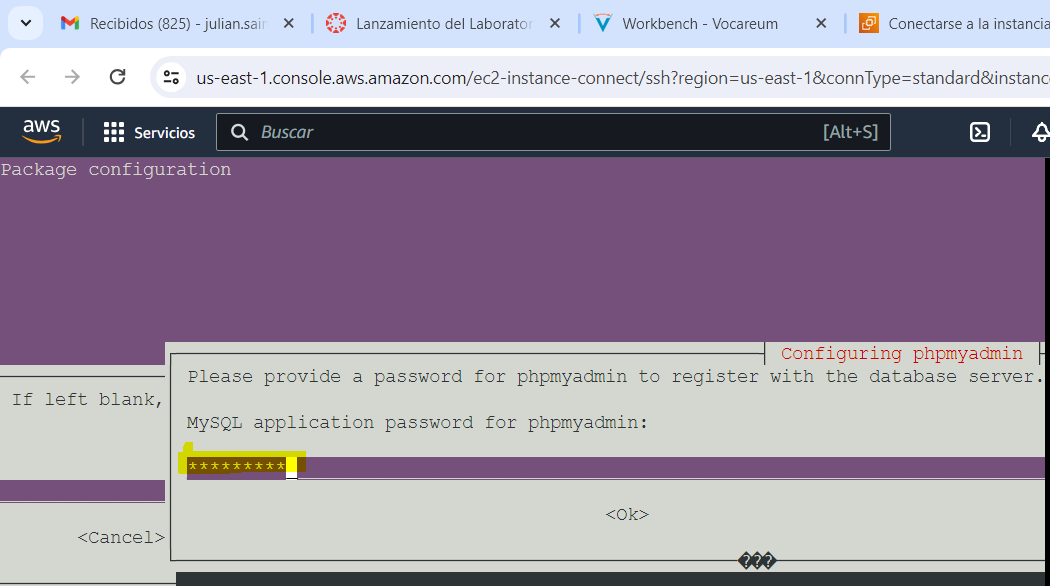 Recibidos (825) - julian.sain
Lanzamiento del Laborator
Workbench - Vocareum
Conectarse a la instancia
us-east-1.console.aws.amazon.com/ec2-instance-connect/ssh?region=us-east-1&connType=standard&instanc
aws
Servicios
Buscar
[Alt+S]
Package configuration
Configuring phpmyadmin
Please provide a password for phpmyadmin to register with the database server.
If left blank,
MySQL application password for phpmyadmin:
*********
<Ok>
<Cancel>
���